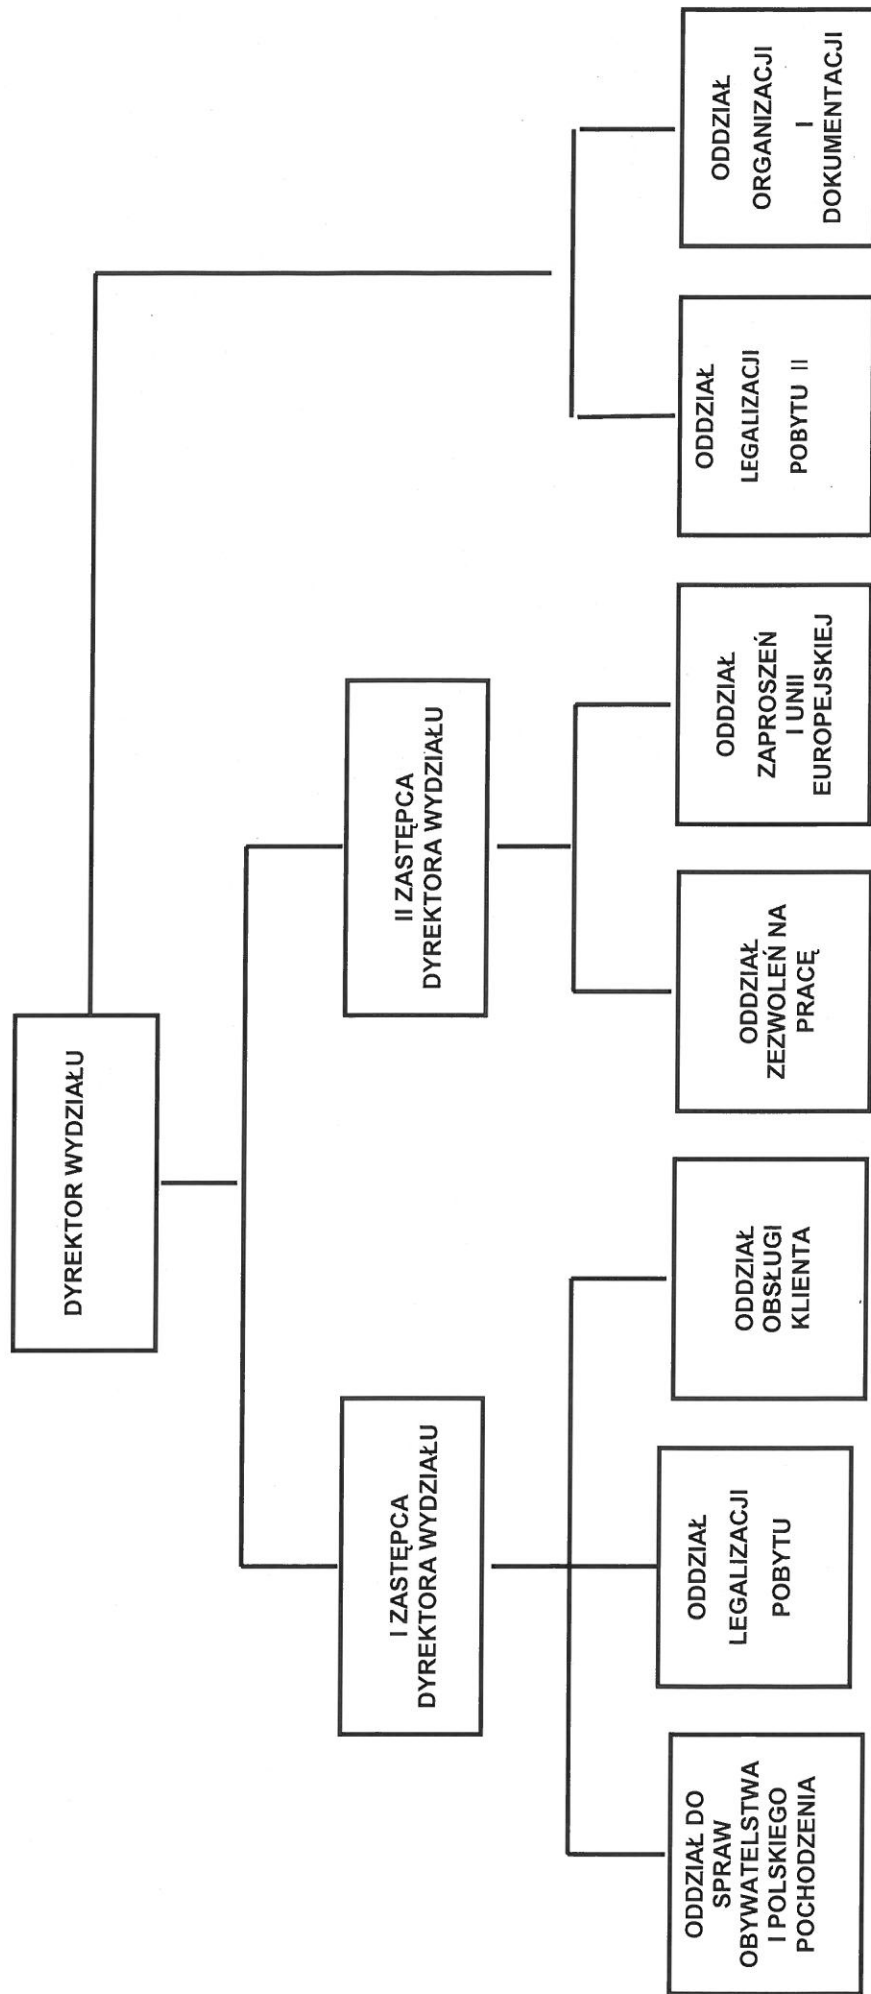 DYREKTOR WYDZIAŁU
I ZASTĘPCA
DYREKTORA WYDZIAŁU
II ZASTĘPCA
DYREKTORA WYDZIAŁU
ODDZIAŁ DO
SPRAW
OBYWATELSTWA
I POLSKIEGO
POCHODZENIA
ODDZIAŁ
LEGALIZACJI
POBYTU
ODDZIAŁ
OBSŁUGI
KLIENTA
ODDZIAŁ
ZEZWOLEŃ NA
PRACĘ
ODDZIAŁ
ZAPROSZEŃ
I UNII
EUROPEJSKIEJ
ODDZIAŁ
LEGALIZACJI
POBYTU II
ODDZIAŁ
ORGANIZACJI
I
DOKUMENTACJI